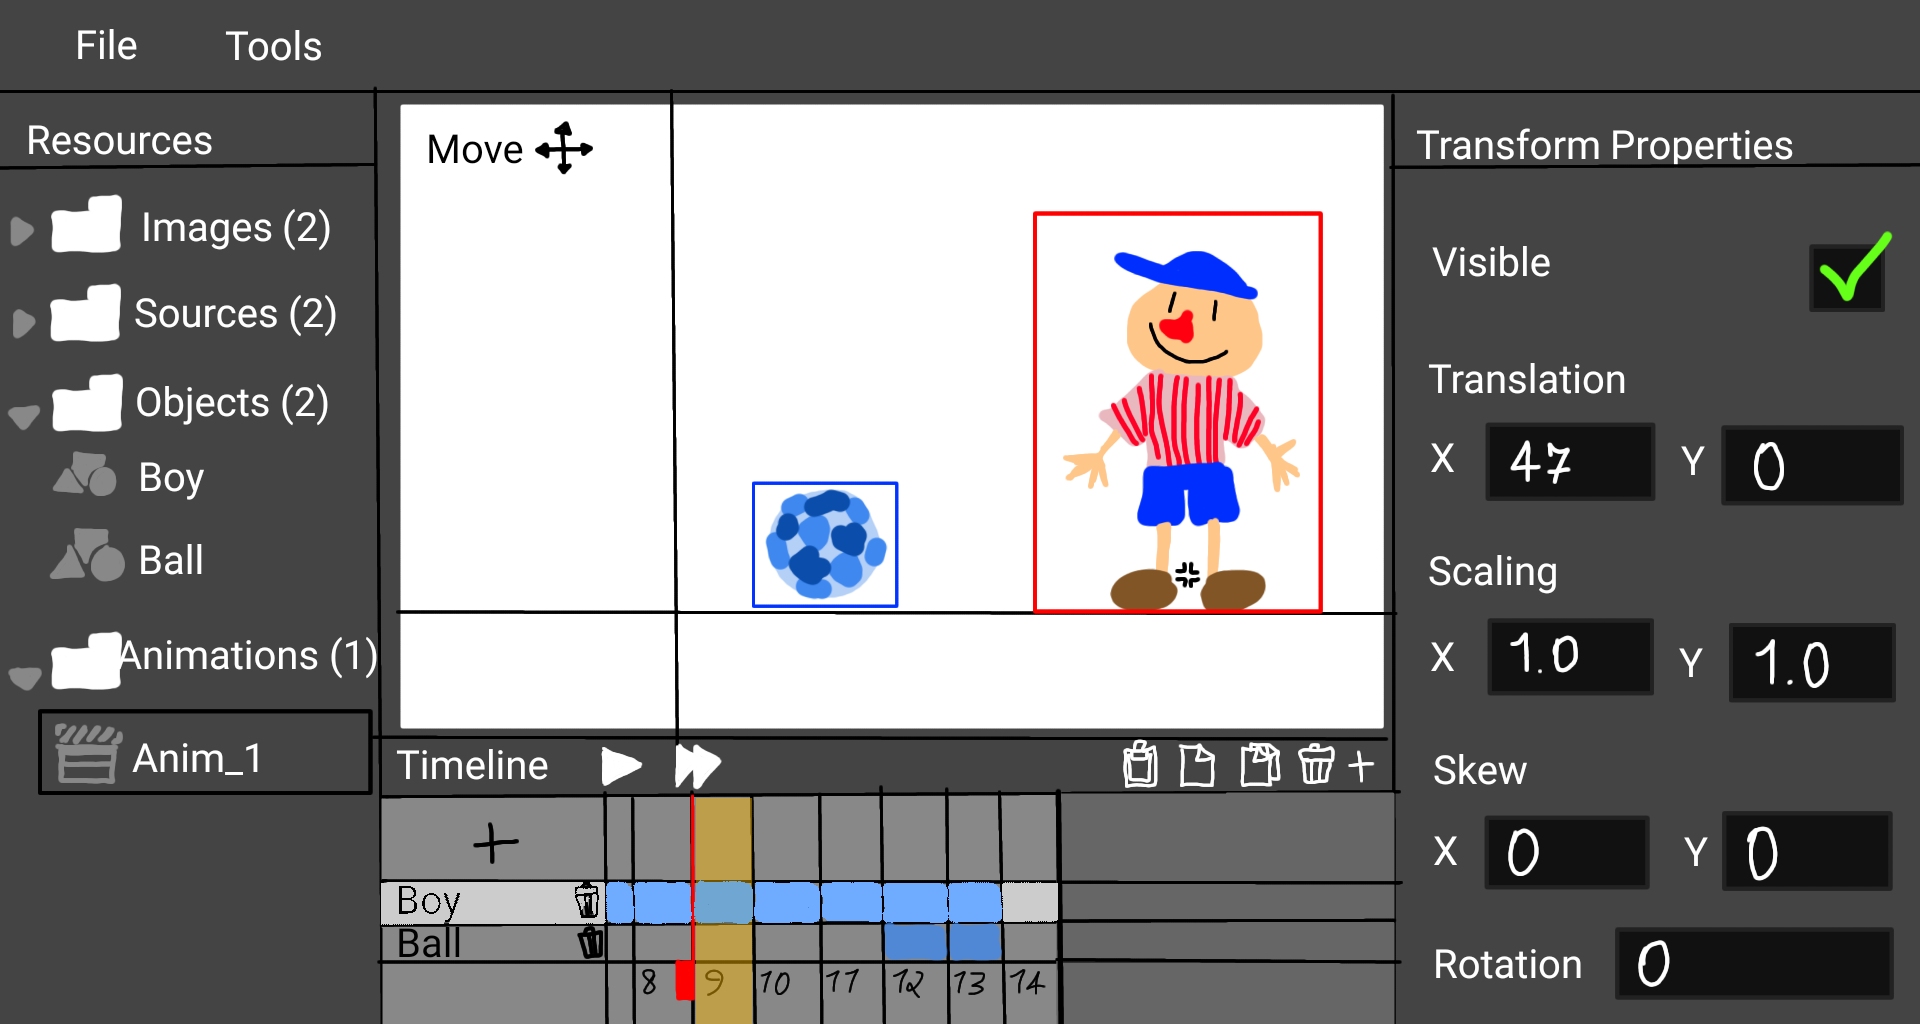 File Tools
Resources
Images (2)
Sources (2)
Objects (2)
Boy
Ball
Animations (1)
Anim_1
Move
Timeline
+
+
Boy
Ball
8 9 10 11 12 13 14
Transform Properties
Visible
Translation
X 47 Y 0
Scaling
X 1.0 Y 1.0
Skew
X 0 Y 0
Rotation 0